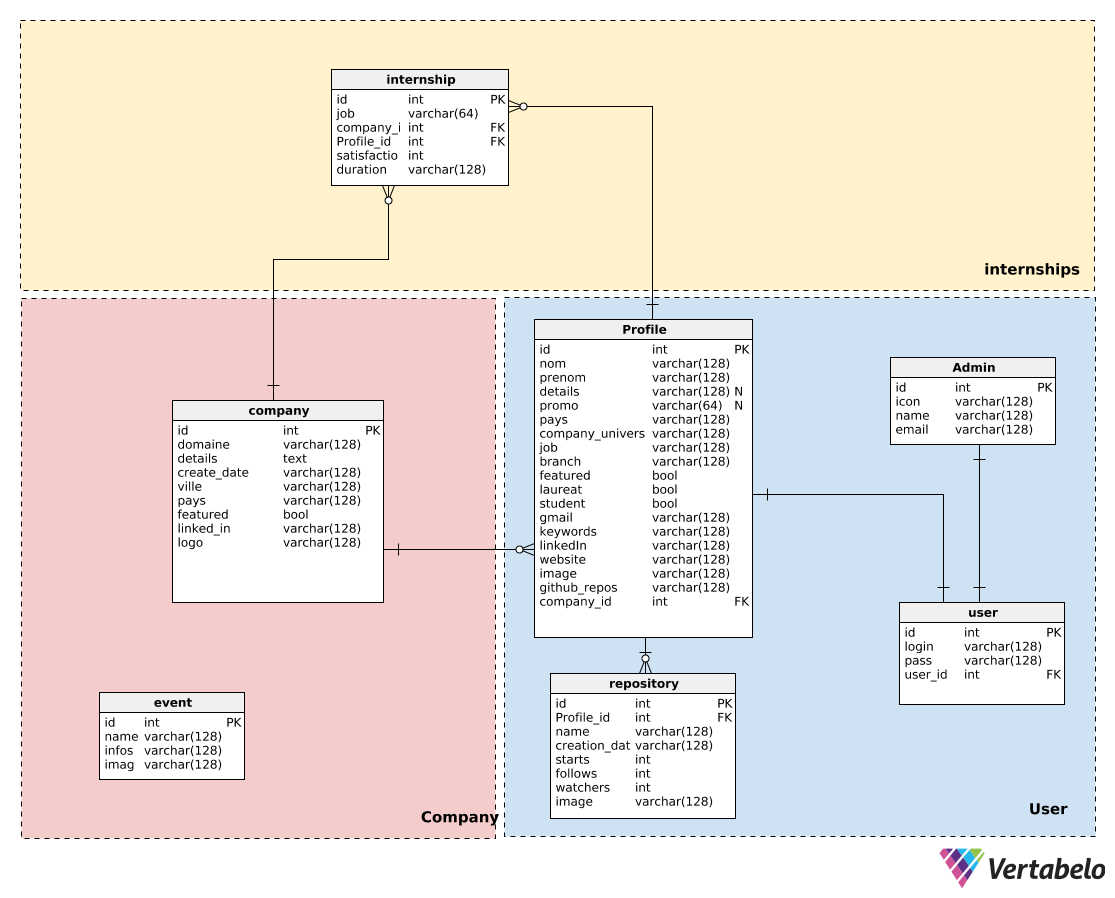 internship
id int PK
job varchar(64)
company_i int FK
Profile_id int FK
satisfactio int
duration varchar(128)
internships
company
id int PK
domaine varchar(128)
details text
create_date varchar(128)
ville varchar(128)
pays varchar(128)
featured bool
linked_in varchar(128)
logo varchar(128)
event
id int PK
name varchar(128)
infos varchar(128)
imag varchar(128)
Company
Profile
id int PK
nom varchar(128)
prenom varchar(128)
details varchar(128) N
promo varchar(64) N
pays varchar(128)
company_univers varchar(128)
job varchar(128)
branch varchar(128)
featured bool
laureat bool
student bool
gmail varchar(128)
keywords varchar(128)
linkedIn varchar(128)
website varchar(128)
image varchar(128)
github_repos varchar(128)
company_id int FK
repository
id int PK
Profile_id int FK
name varchar(128)
creation_dat varchar(128)
starts int
follows int
watchers int
image varchar(128)
Admin
id int PK
icon varchar(128)
name varchar(128)
email varchar(128)
user
id int PK
login varchar(128)
pass varchar(128)
user_id int FK
User
Vertabelo